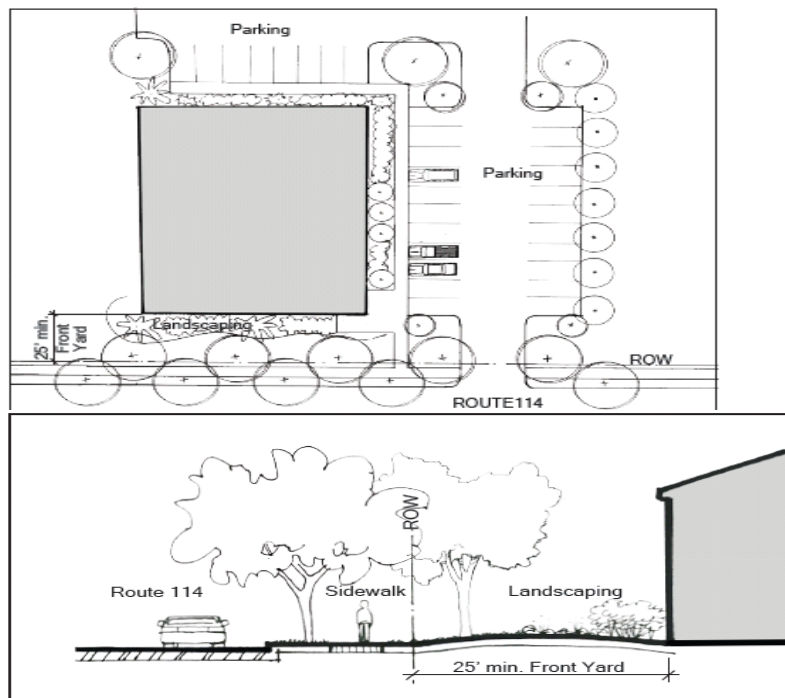 Parking
Parking
Landscaping
25' min.
Front
Yard
ROW
ROUTE114
ROW
Route 114
Sidewalk
Landscaping
25' min. Front Yard